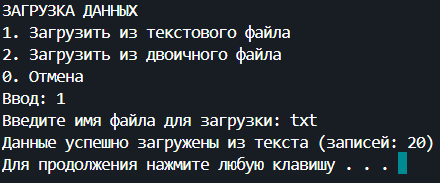 ЗАГРУЗКА ДАННЫХ
1. Загрузить из текстового файла
2. Загрузить из двоичного файла
0. Отмена
Ввод: 1
Введите имя файла для загрузки: txt
Данные успешно загружены из текста (записей: 20)
Для продолжения нажмите любую клавишу . . .